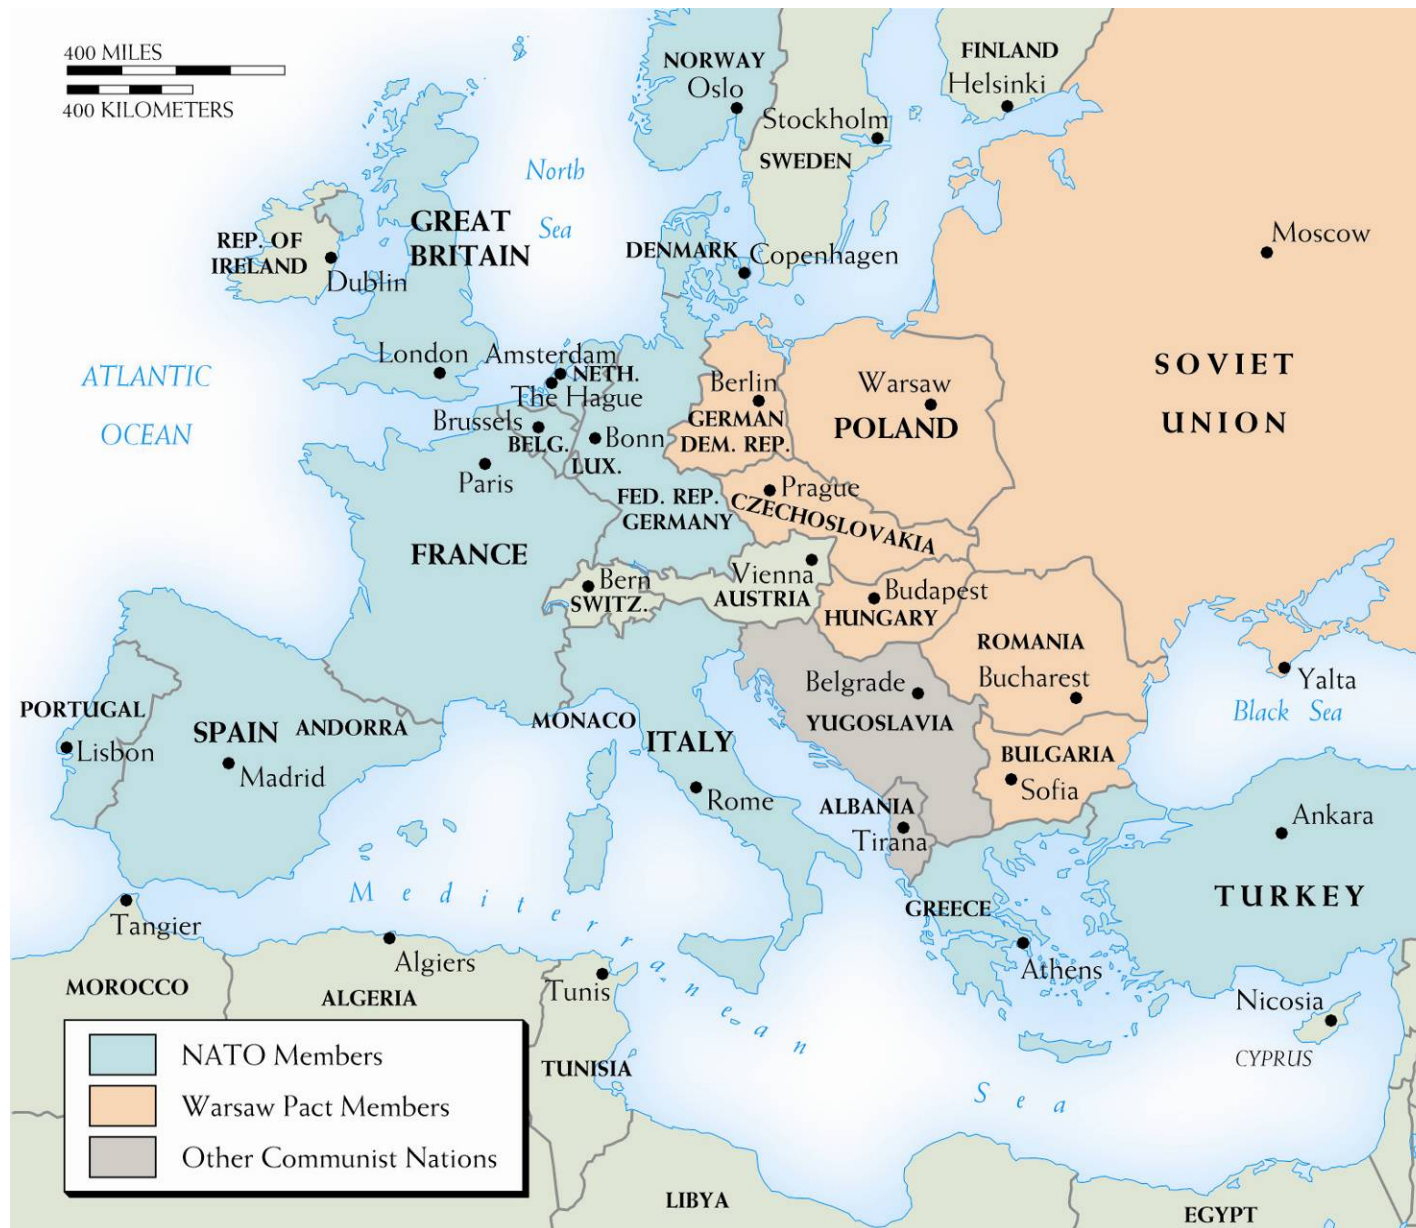 400 MILES
400 KILOMETERS
NORWAY
Oslo
FINLAND
Helsinki
Stockholm
SWEDEN
North
Sea
GREAT
BRITAIN
REP. OF
IRELAND
Dublin
DENMARK
Copenhagen
Moscow
London
Amsterdam
NETH.
The Hague
ATLANTIC
OCEAN
Brussels
BELG.
Bonn
LUX.
Paris
Berlin
GERMAN
DEM. REP.
Warsaw
POLAND
SOVIET
UNION
FED. REP.
GERMANY
Prague
CZECHOSLOVAKIA
FRANCE
Bern
SWITZ.
Vienna
AUSTRIA
Budapest
HUNGARY
ROMANIA
Bucharest
Yalta
Black Sea
Belgrade
YUGOSLAVIA
PORTUGAL
Lisbon
SPAIN
Madrid
ANDORRA
MONACO
ITALY
Rome
BULGARIA
Sofia
ALBANIA
Tirana
Ankara
TURKEY
GREECE
Athens
Mediterranean
Sea
Tangier
MOROCCO
Algiers
ALGERIA
Tunis
TUNISIA
Nicosia
CYPRUS
LIBYA
EGYPT
NATO Members
Warsaw Pact Members
Other Communist Nations